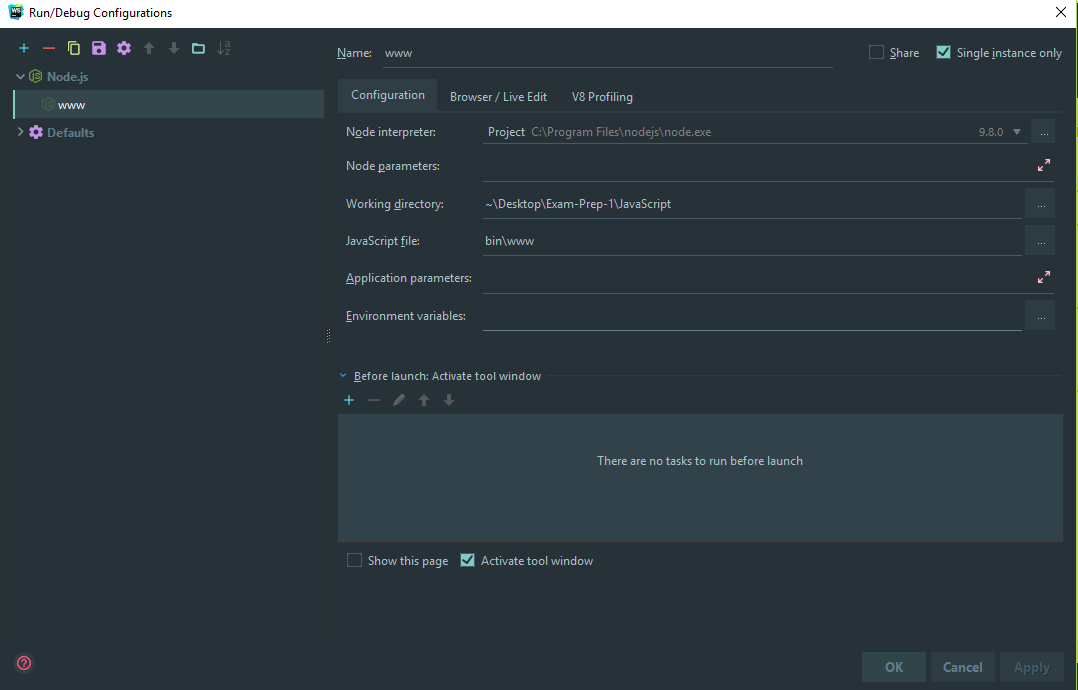 WS Run/Debug Configurations
Name: www Share Single instance only
Node.js
www
Defaults
Configuration Browser / Live Edit V8 Profiling
Node interpreter: Project C:\Program Files\nodejs\node.exe 9.8.0 ...
Node parameters:
Working directory: ~\Desktop\Exam-Prep-1\JavaScript ...
JavaScript file: bin\www ...
Application parameters:
Environment variables: ...
Before launch: Activate tool window
There are no tasks to run before launch
Show this page Activate tool window
? OK Cancel Apply